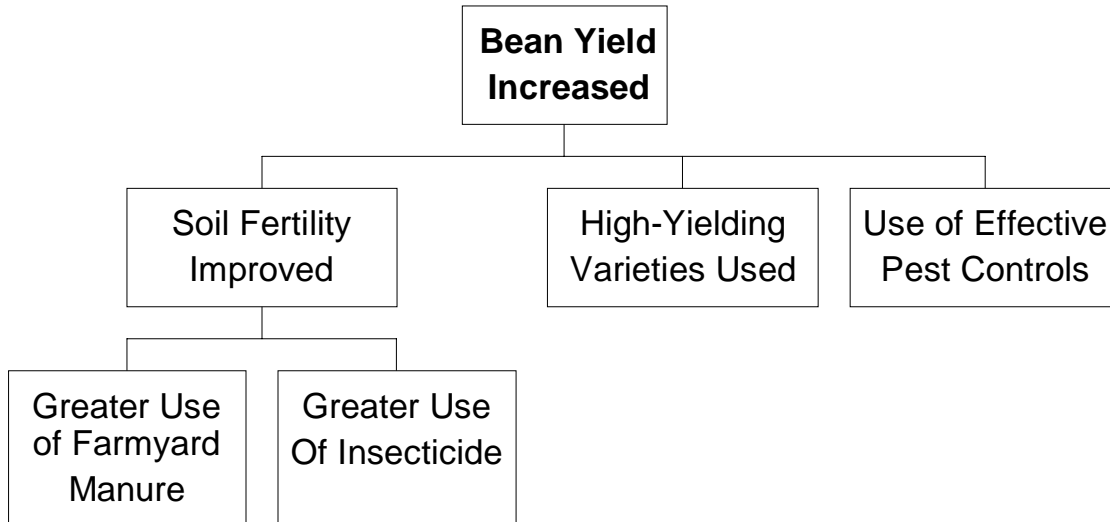 Bean Yield
Increased
Soil Fertility
Improved
High-Yielding
Varieties Used
Use of Effective
Pest Controls
Greater Use
of Farmyard
Manure
Greater Use
Of Insecticide